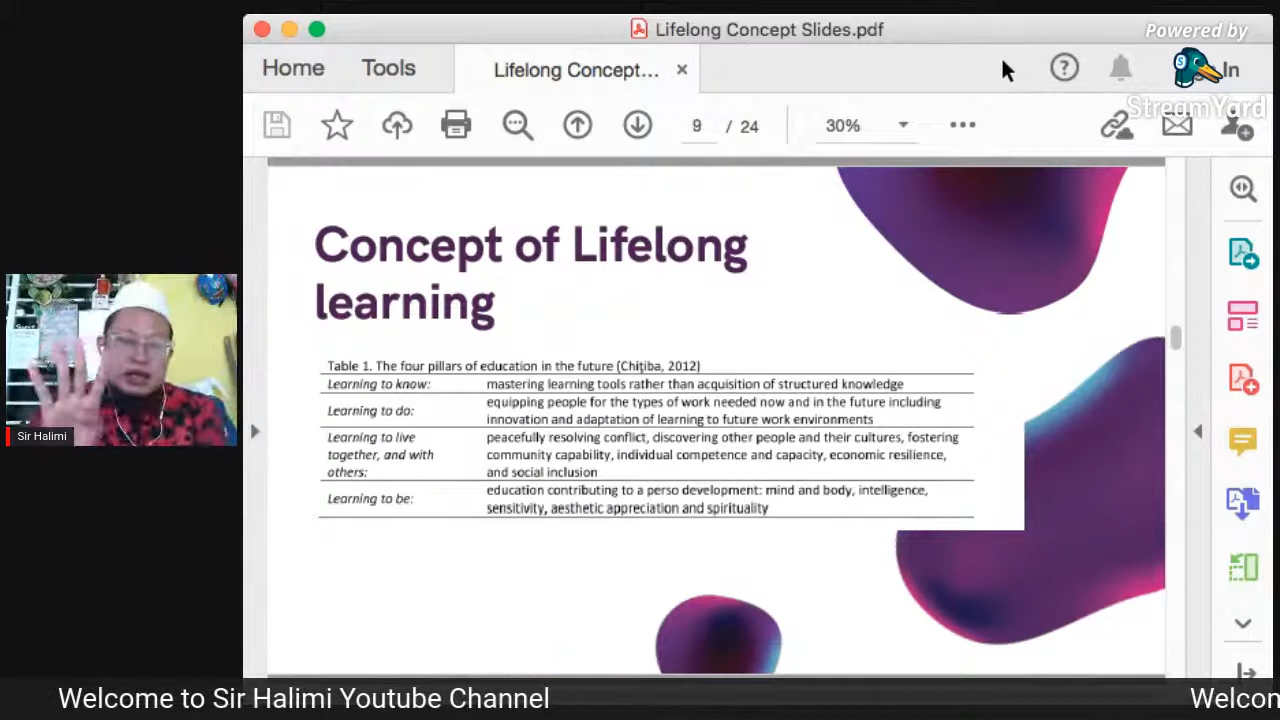 Lifelong Concept Slides.pdf
Powered by
Home
Tools
Lifelong Concept...
In
StreamYard
9 / 24
30%
Concept of Lifelong
learning
Table 1. The four pillars of education in the future (Chiţiba, 2012)
Learning to know: mastering learning tools rather than acquisition of structured knowledge
Learning to do: equipping people for the types of work needed now and in the future including
innovation and adaptation of learning to future work environments
Learning to live peacefully resolving conflict, discovering other people and their cultures, fostering
together, and with community capability, individual competence and capacity, economic resilience,
others: and social inclusion
Learning to be: education contributing to a perso development: mind and body, intelligence,
sensitivity, aesthetic appreciation and spirituality
Sir Halimi
Welcome to Sir Halimi Youtube Channel
Welcon